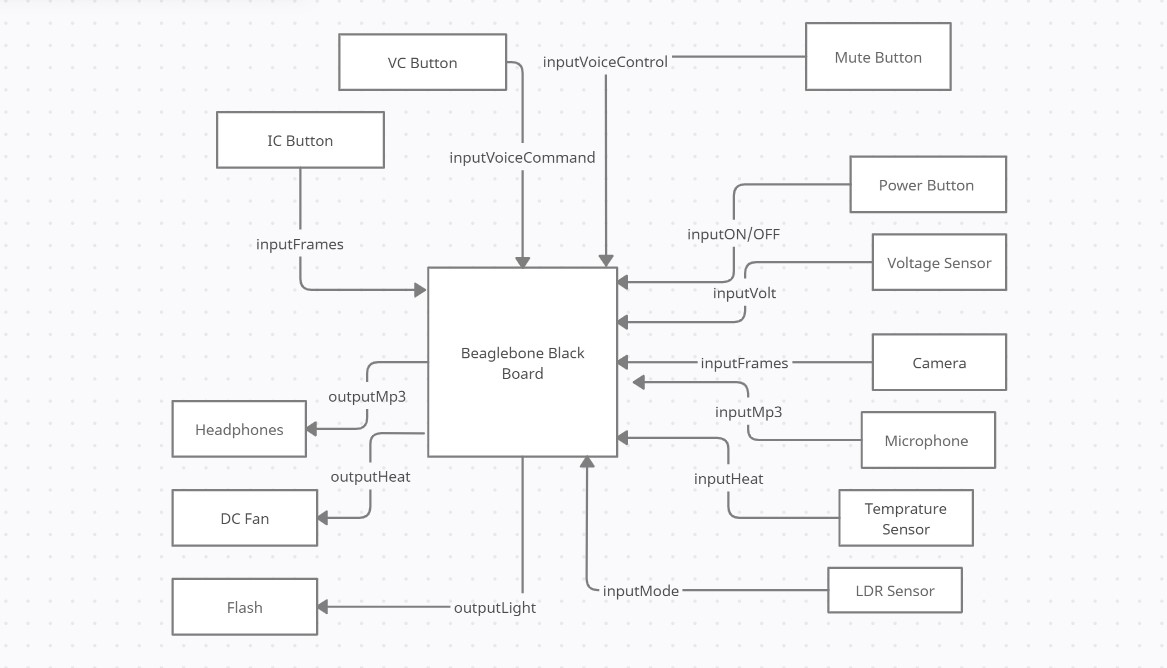 VC Button
inputVoiceControl
Mute Button
IC Button
inputVoiceCommand
Power Button
inputFrames
inputON/OFF
Voltage Sensor
inputVolt
Beaglebone Black
Board
inputFrames
Camera
outputMp3
inputMp3
Headphones
Microphone
outputHeat
inputHeat
DC Fan
Temprature
Sensor
Flash
outputLight
inputMode
LDR Sensor